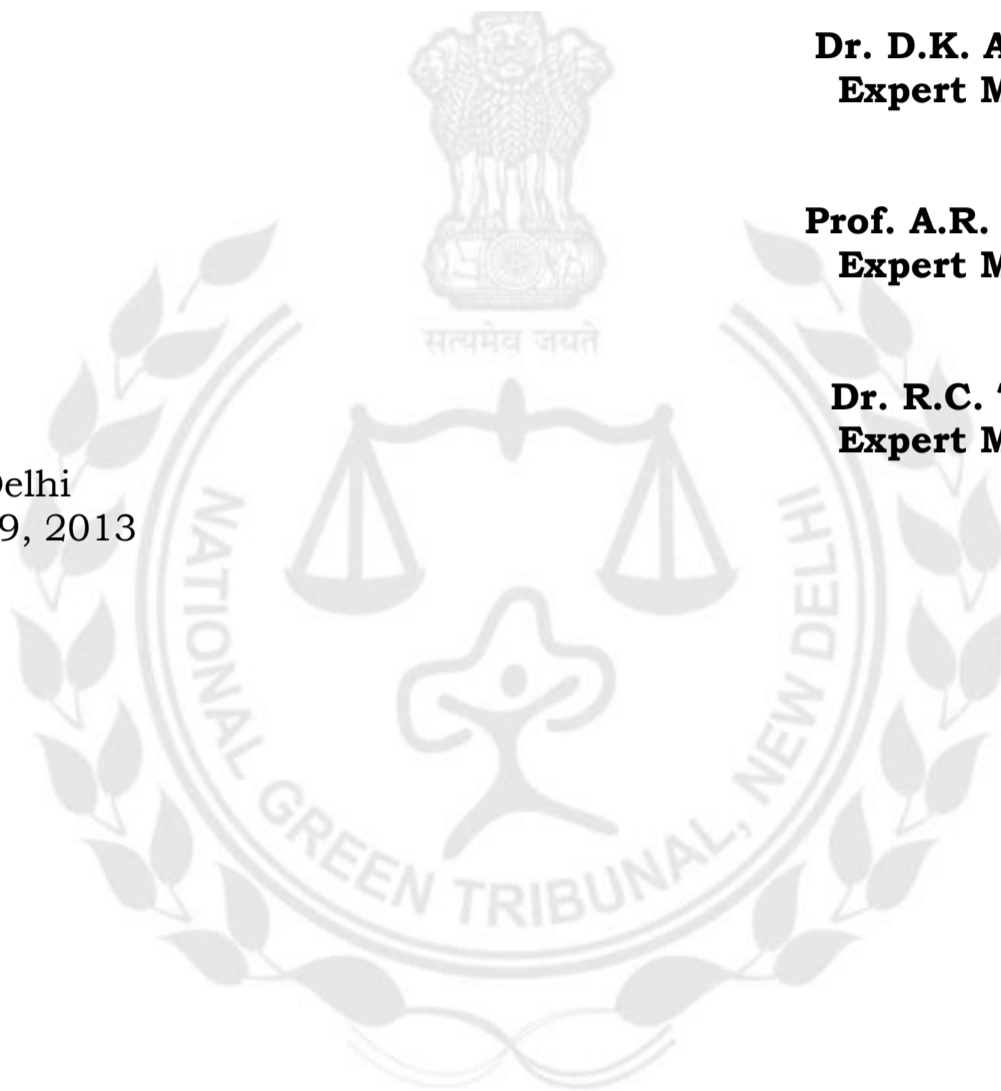 Dr. D.K. A
Expert M
Prof. A.R.
Expert M
Dr. R.C.
Expert M
elhi
9, 2013
सत्यमेव जयते
NATIONAL GREEN TRIBUNAL, NEW DELHI